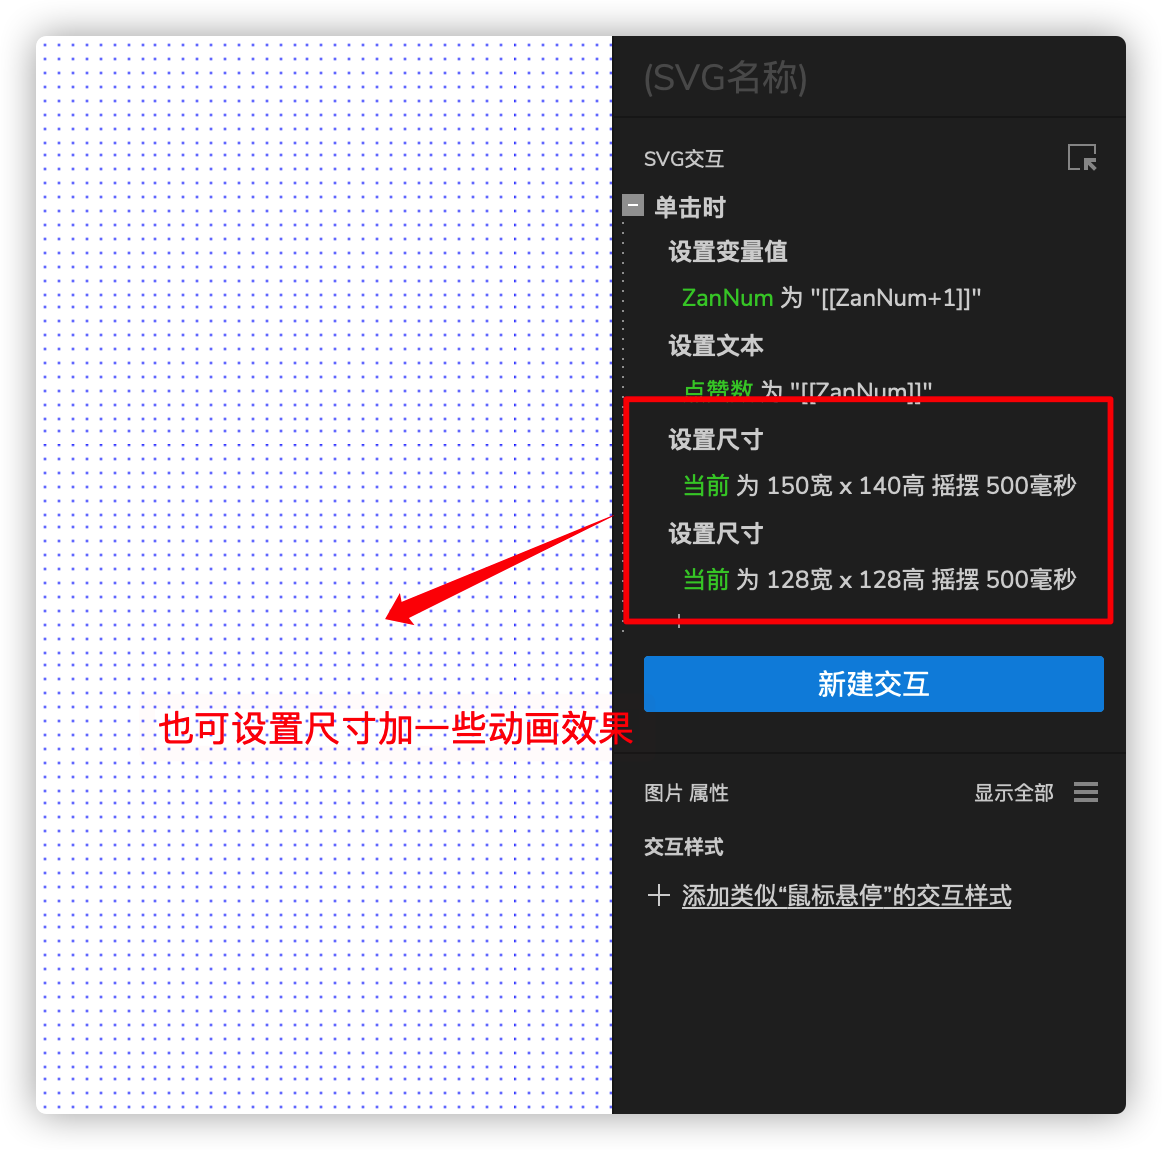 (SVG名称)
SVG交互
单击时
设置变量值
ZanNum 为 "[[ZanNum+1]]"
设置文本
点赞数 为 "[[ZanNum]]"
设置尺寸
当前 为 150宽 x 140高 摇摆 500毫秒
设置尺寸
当前 为 128宽 x 128高 摇摆 500毫秒
新建交互
也可设置尺寸加一些动画效果
图片 属性 显示全部
交互样式
添加类似“鼠标悬停”的交互样式